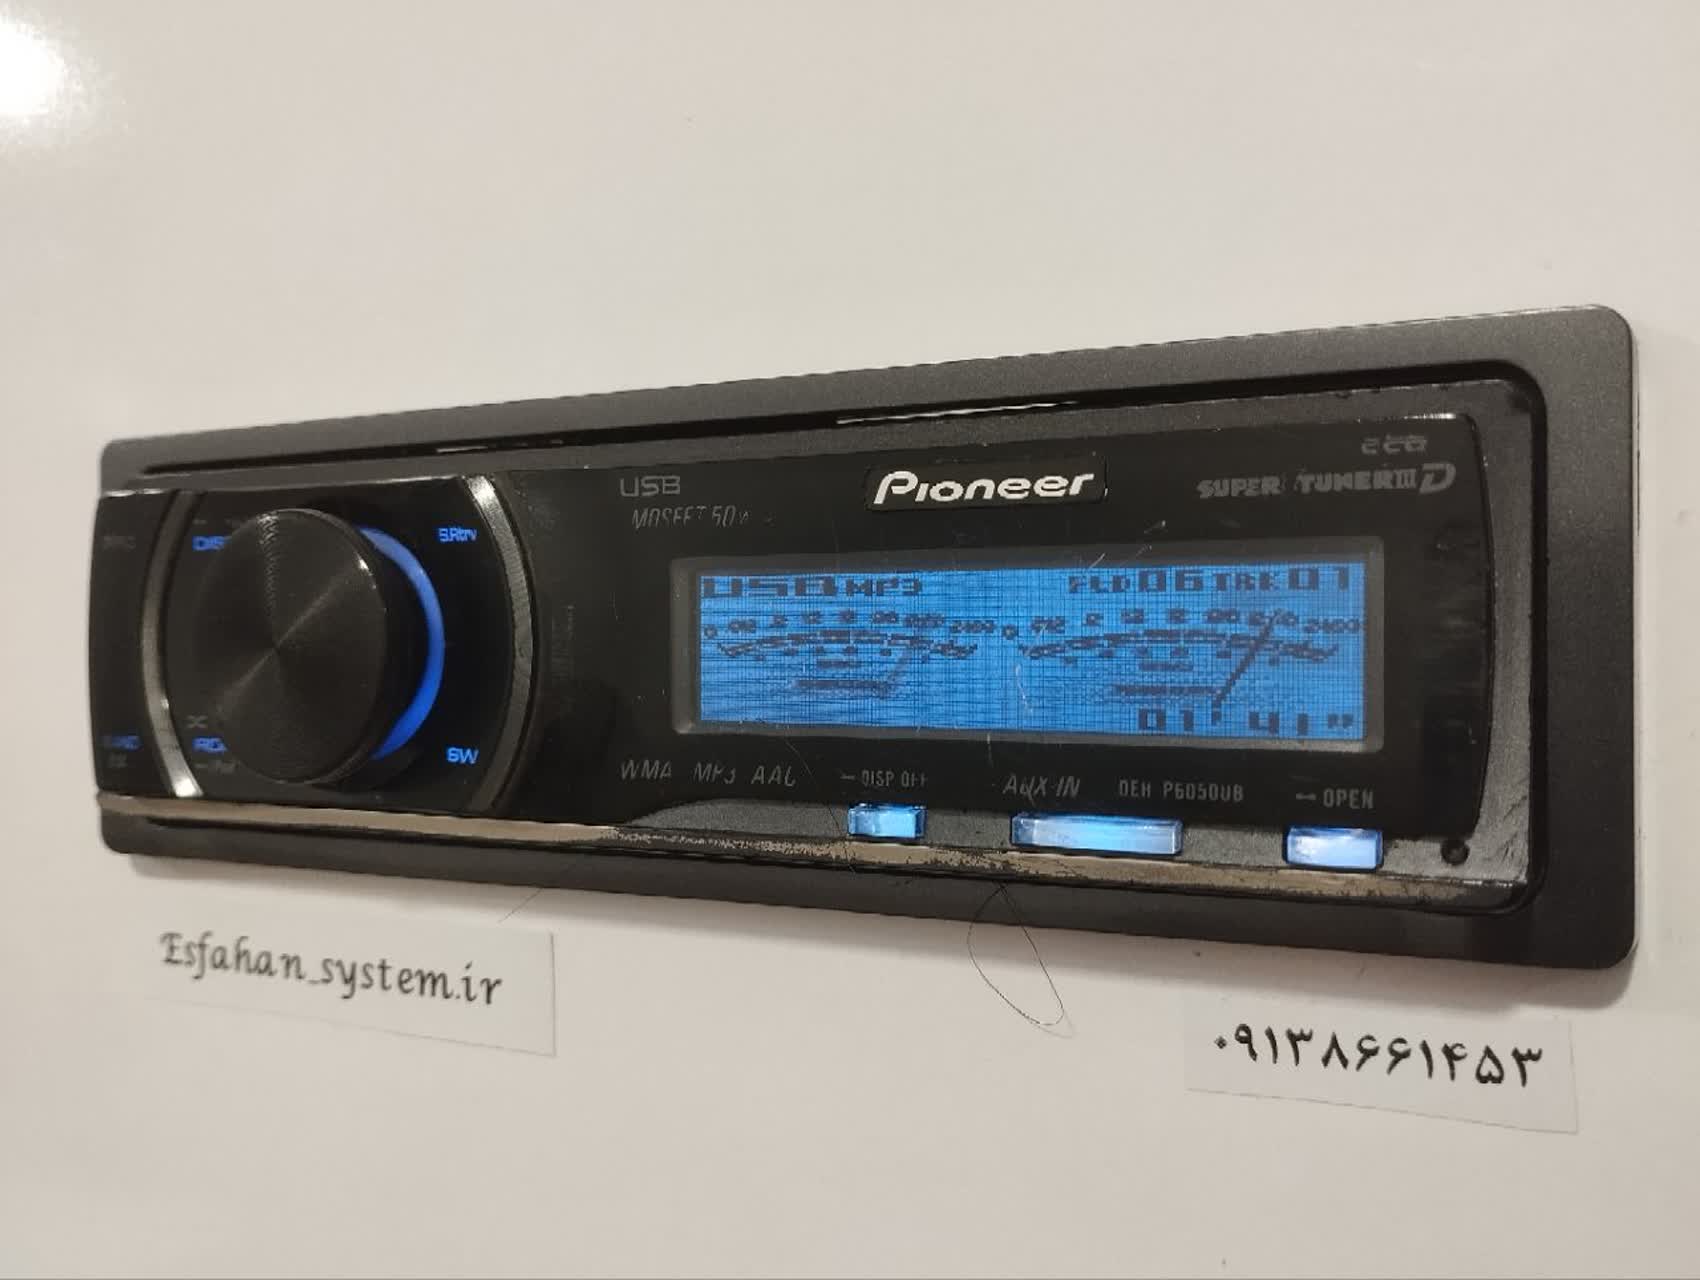 USB
MOSFET 50W
Pioneer
SUPER TUNER III D
S.Rtrv
SW
USB MP3 FLD 06 TRK 01
01' 41"
WMA MP3 AAC
DISP OFF
AUX-IN
DEH P6050UB
OPEN
Esfahan_system.ir
۰۹۱۳۸۶۶۱۴۵۳